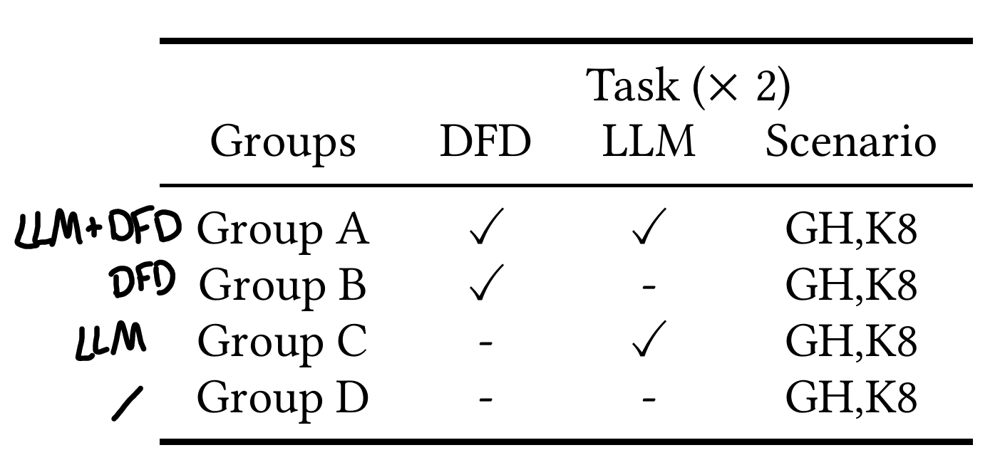 Task (× 2)
Groups DFD LLM Scenario
LLM+DFD Group A ✓ ✓ GH,K8
DFD Group B ✓ - GH,K8
LLM Group C - ✓ GH,K8
/ Group D - - GH,K8